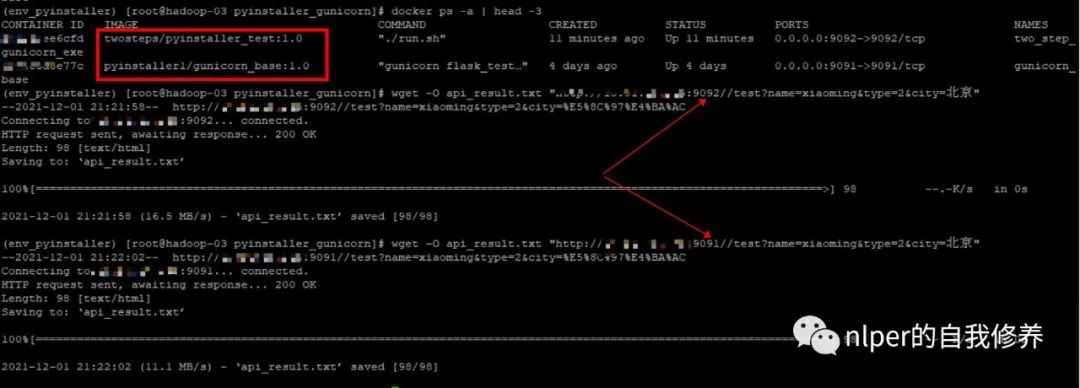 (env_pyinstaller) [root@hadoop-03 pyinstaller_gunicorn]# docker ps -a | head -3
CONTAINER ID IMAGE COMMAND CREATED STATUS PORTS NAMES
ee6cfd twosteps/pyinstaller_test:1.0 "./run.sh" 11 minutes ago Up 11 minutes 0.0.0.0:9092->9092/tcp two_step_
gunicorn_exe
e77c pyinstaller1/gunicorn_base:1.0 "gunicorn flask_test…" 4 days ago Up 4 days 0.0.0.0:9091->9091/tcp gunicorn_
base
(env_pyinstaller) [root@hadoop-03 pyinstaller_gunicorn]# wget -O api_result.txt :9092//test?name=xiaoming&type=2&city=北京"
--2021-12-01 21:21:58-- http:// :9092//test?name=xiaoming&type=2&city=%E5%8C%97%E4%BA%AC
Connecting to :9092... connected.
HTTP request sent, awaiting response... 200 OK
Length: 98 [text/html]
Saving to: ‘api_result.txt’
100%[=====================================================>] 98 --.-K/s in 0s
2021-12-01 21:21:58 (16.5 MB/s) - ‘api_result.txt’ saved [98/98]
(env_pyinstaller) [root@hadoop-03 pyinstaller_gunicorn]# wget -O api_result.txt "http:// :9091//test?name=xiaoming&type=2&city=北京"
--2021-12-01 21:22:02-- http:// :9091//test?name=xiaoming&type=2&city=%E5%8C%97%E4%BA%AC
Connecting to :9091... connected.
HTTP request sent, awaiting response... 200 OK
Length: 98 [text/html]
Saving to: ‘api_result.txt’
100%[=====================================================
2021-12-01 21:22:02 (11.1 MB/s) - ‘api_result.txt’ saved [98/98]
nlper的自我修养